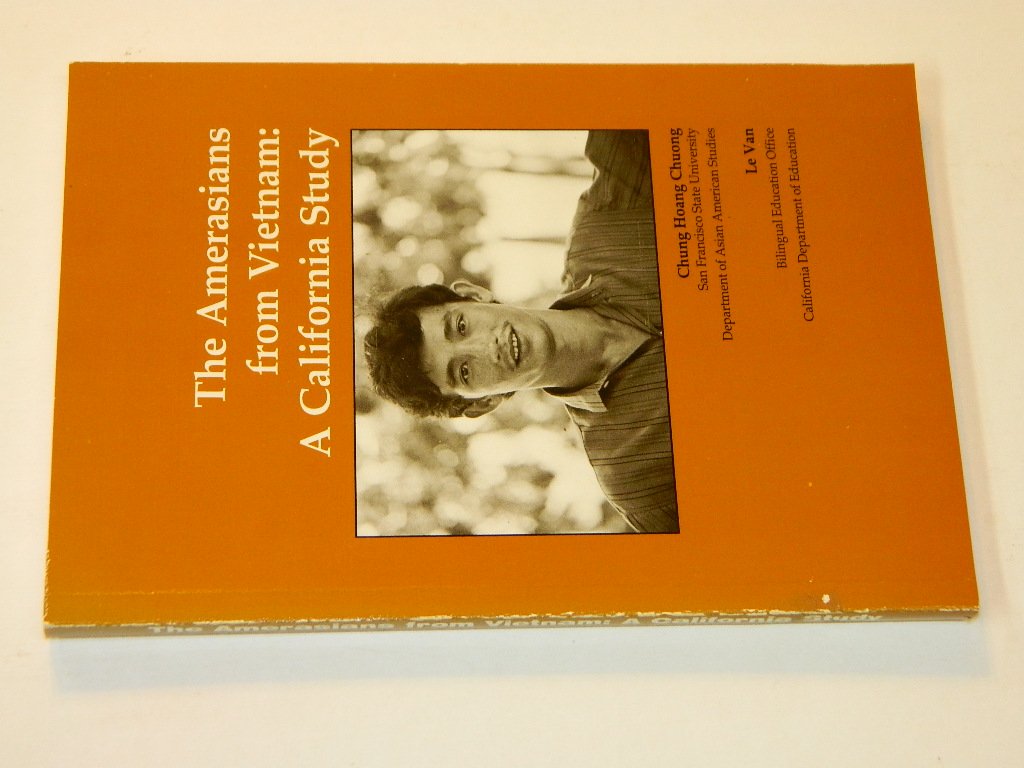 The Amerasians
from Vietnam:
A California Study
Chung Hoang Chuong
San Francisco State University
Department of Asian American Studies
Le Van
Bilingual Education Office
California Department of Education
The Amerasians from Vietnam: A California Study